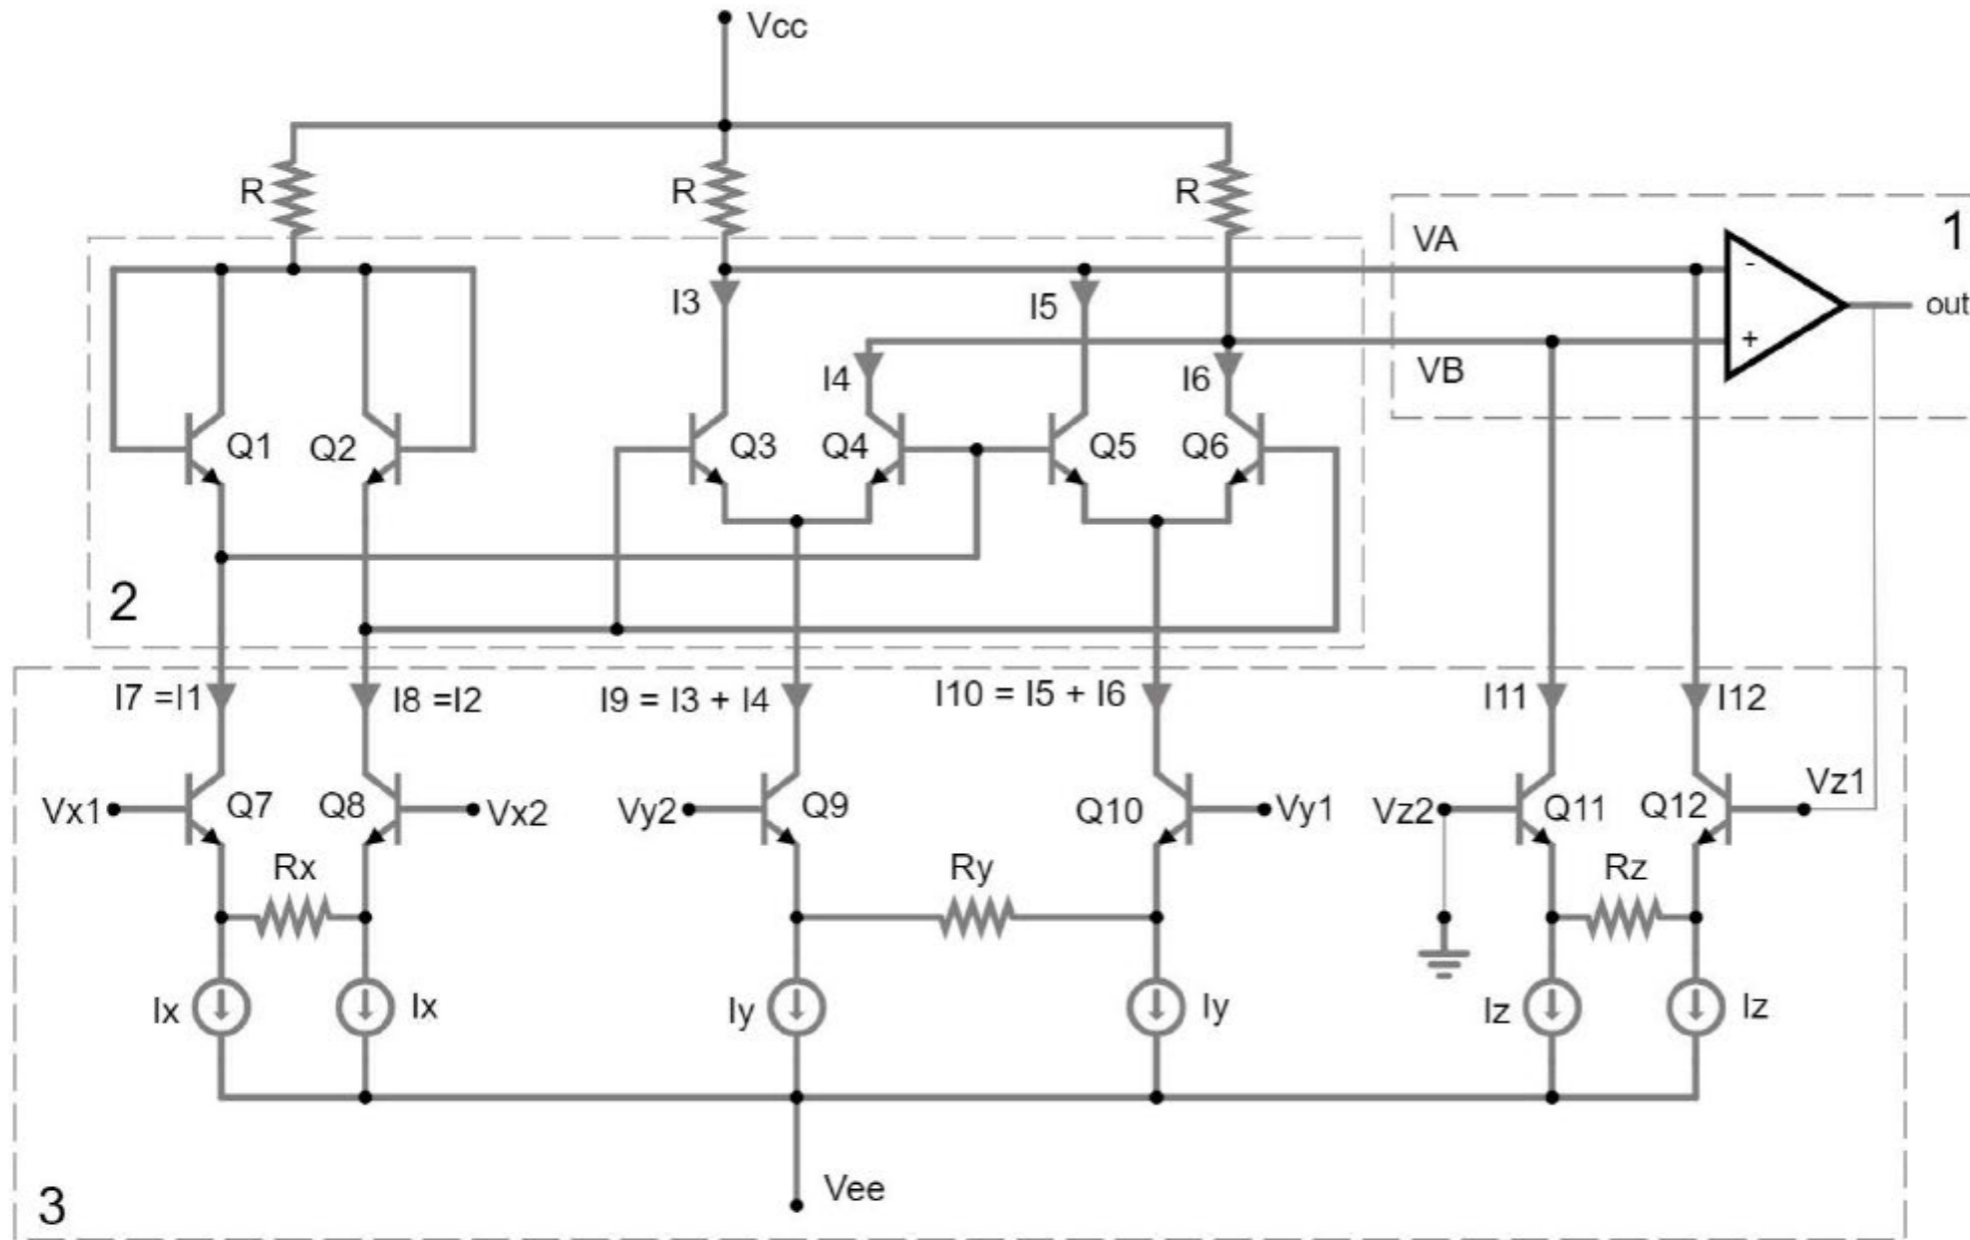 Vcc
R
R
R
VA
1
-
out
+
VB
I3
I5
I4
I6
Q1
Q2
Q3
Q4
Q5
Q6
2
I7 =I1
I8 =I2
I9 = I3 + I4
I10 = I5 + I6
I11
I12
Vx1
Q7
Q8
Vx2
Vy2
Q9
Q10
Vy1
Vz2
Q11
Q12
Vz1
Rx
Ry
Rz
Ix
Ix
Iy
Iy
Iz
Iz
Vee
3